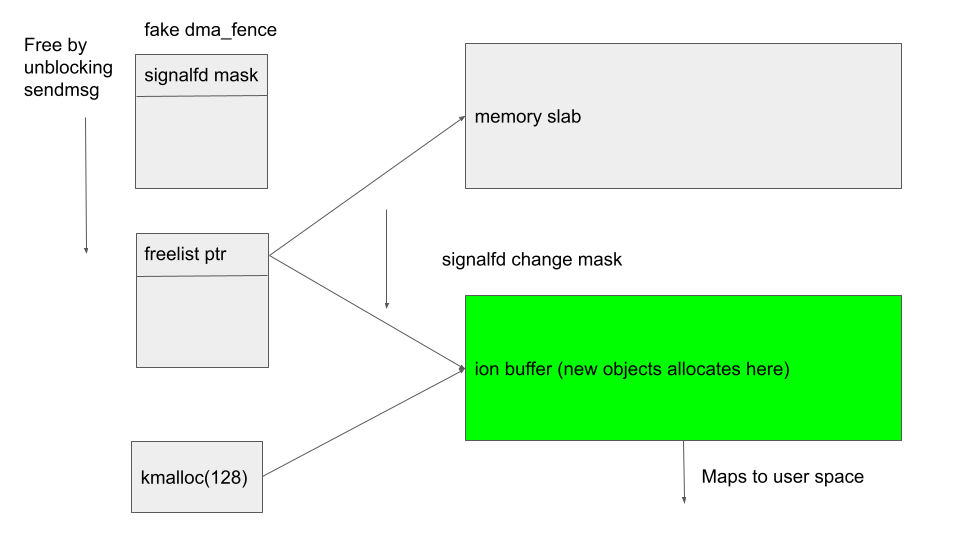 fake dma_fence
Free by
unblocking
sendmsg
signalfd mask
memory slab
freelist ptr
signalfd change mask
ion buffer (new objects allocates here)
kmalloc(128)
Maps to user space